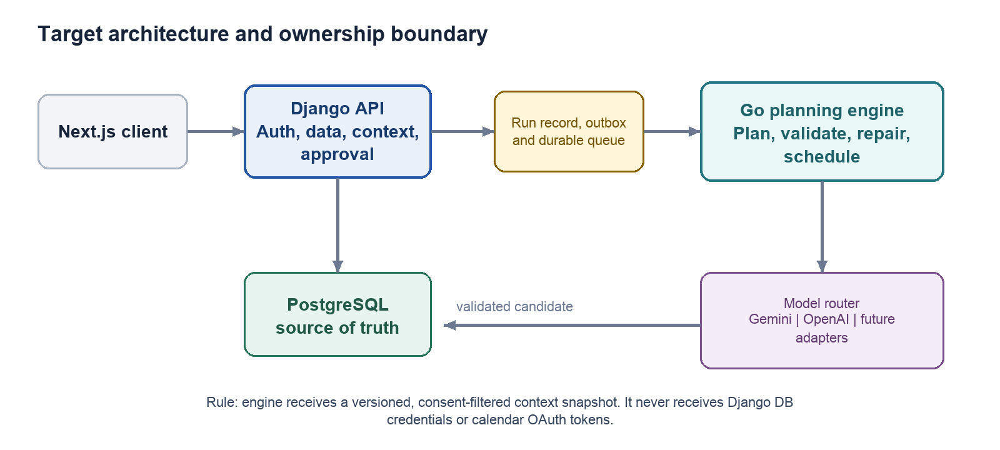 Target architecture and ownership boundary
Next.js client
Django API
Auth, data, context,
approval
Run record, outbox
and durable queue
Go planning engine
Plan, validate, repair,
schedule
PostgreSQL
source of truth
validated candidate
Model router
Gemini | OpenAI | future
adapters
Rule: engine receives a versioned, consent-filtered context snapshot. It never receives Django DB
credentials or calendar OAuth tokens.